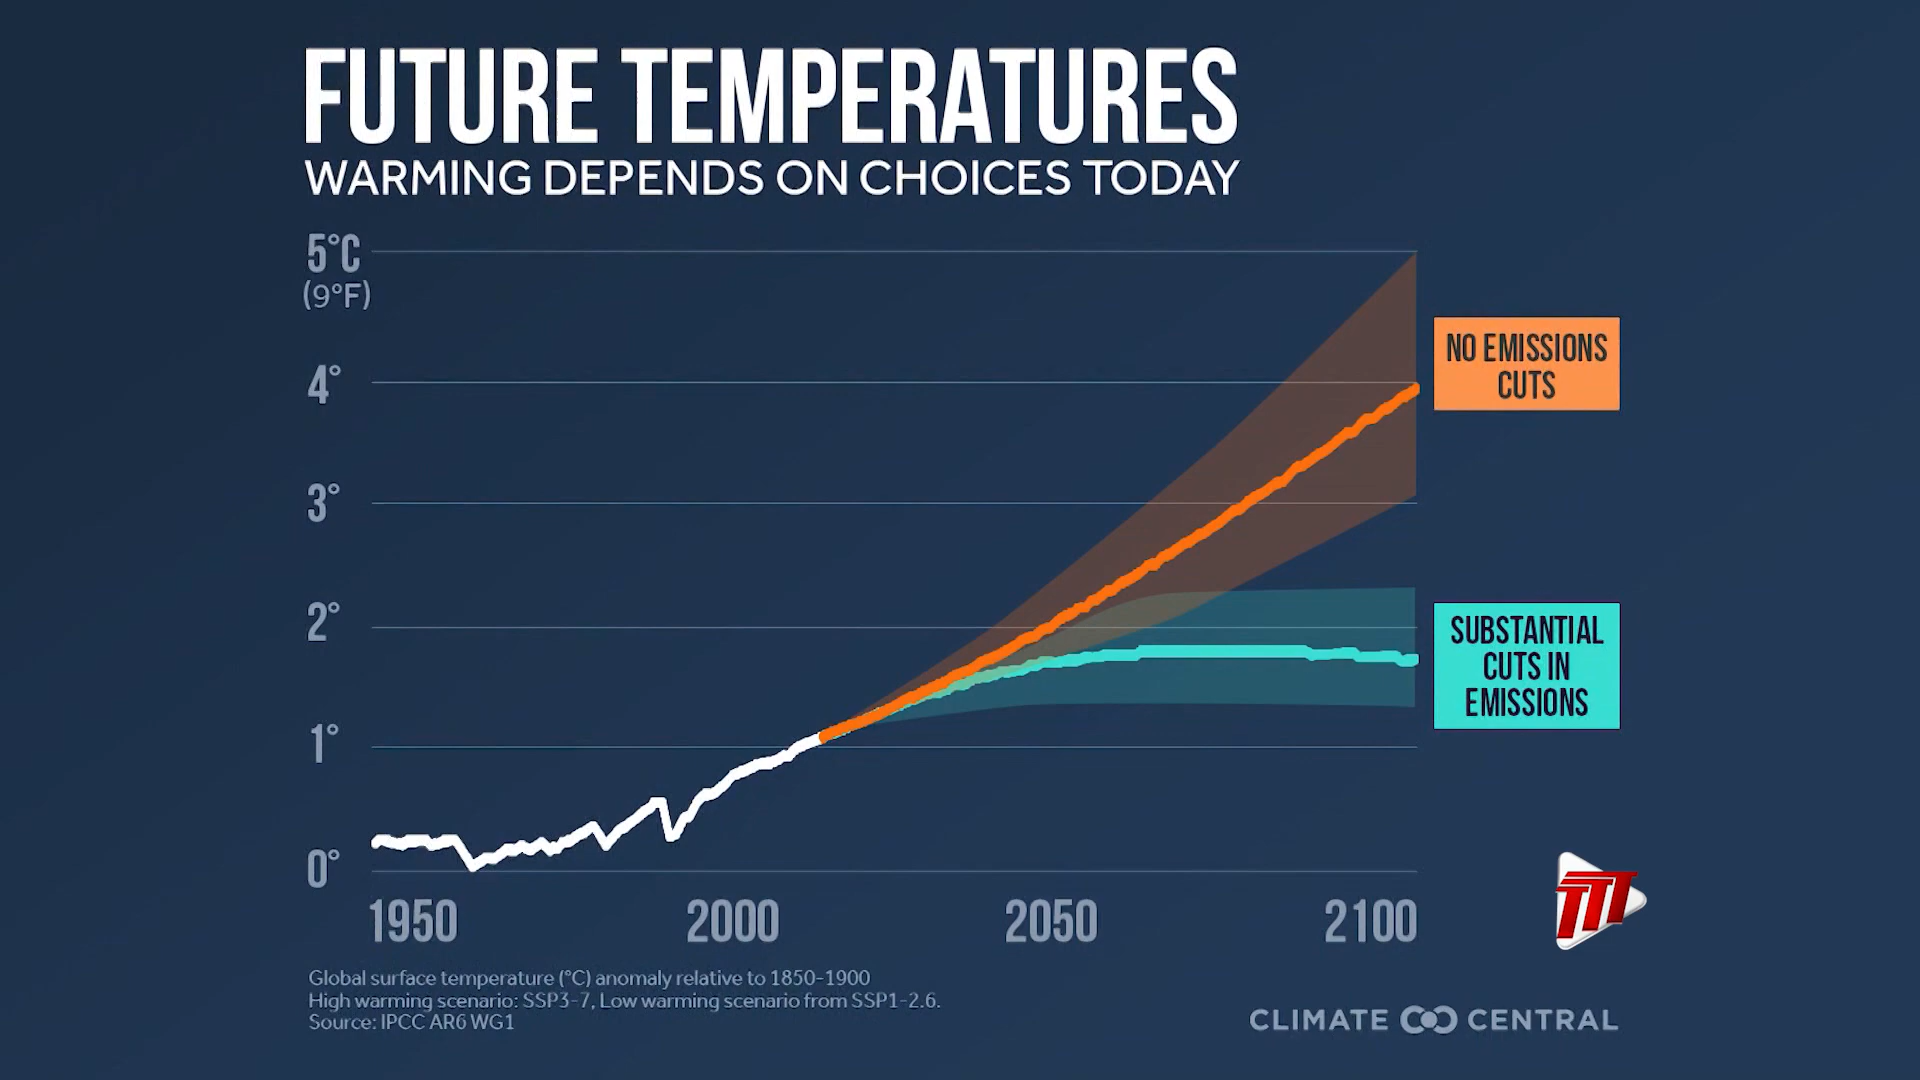 FUTURE TEMPERATURES
WARMING DEPENDS ON CHOICES TODAY
5°C
(9°F)
4°
3°
2°
1°
0°
NO EMISSIONS
CUTS
SUBSTANTIAL
CUTS IN
EMISSIONS
1950 2000 2050 2100
Global surface temperature (°C) anomaly relative to 1850-1900
High warming scenario: SSP3-7, Low warming scenario from SSP1-2.6.
Source: IPCC AR6 WG1
TTT
CLIMATE CENTRAL